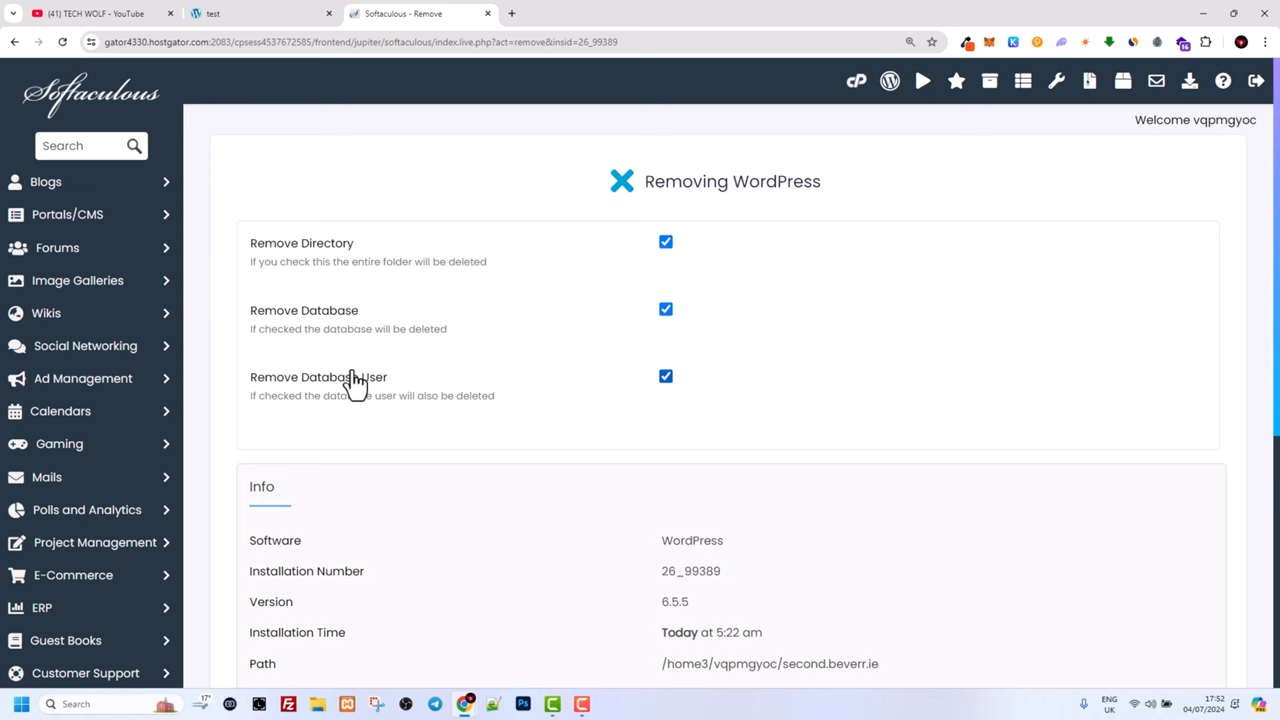 (41) TECH WOLF - YouTube
test
Softaculous - Remove
gator4330.hostgator.com:2083/cpsess4537672585/frontend/jupiter/softaculous/index.live.php?act=remove&insid=26_99389
Softaculous
cP
Welcome vqpmgyoc
Search
Blogs
Portals/CMS
Forums
Image Galleries
Wikis
Social Networking
Ad Management
Calendars
Gaming
Mails
Polls and Analytics
Project Management
E-Commerce
ERP
Guest Books
Customer Support
Removing WordPress
Remove Directory
If you check this the entire folder will be deleted
Remove Database
If checked the database will be deleted
Remove Database User
If checked the database user will also be deleted
Info
Software WordPress
Installation Number 26_99389
Version 6.5.5
Installation Time Today at 5:22 am
Path /home3/vqpmgyoc/second.beverr.ie
Search
17°
ENG
UK
17:52
04/07/2024